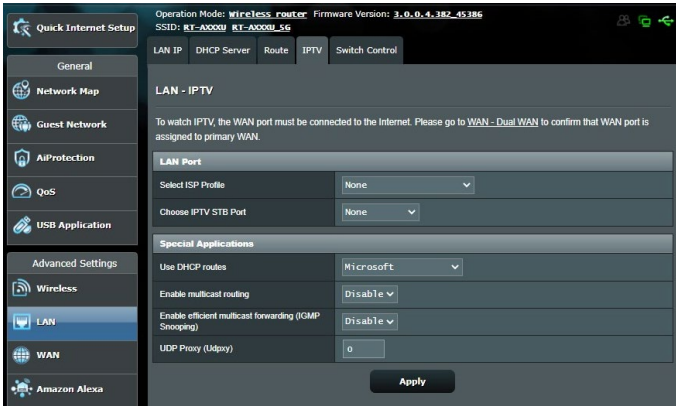 Quick Internet Setup
General
Network Map
Guest Network
AiProtection
QoS
USB Application
Advanced Settings
Wireless
LAN
WAN
Amazon Alexa
Operation Mode: Wireless router Firmware Version: 3.0.0.4.382_45386
SSID: RT-AXXXU RT-AXXXU_5G
LAN IP DHCP Server Route IPTV Switch Control
LAN - IPTV
To watch IPTV, the WAN port must be connected to the Internet. Please go to WAN - Dual WAN to confirm that WAN port is
assigned to primary WAN.
LAN Port
Select ISP Profile None
Choose IPTV STB Port None
Special Applications
Use DHCP routes Microsoft
Enable multicast routing Disable
Enable efficient multicast forwarding (IGMP
Snooping) Disable
UDP Proxy (Udpxy) 0
Apply